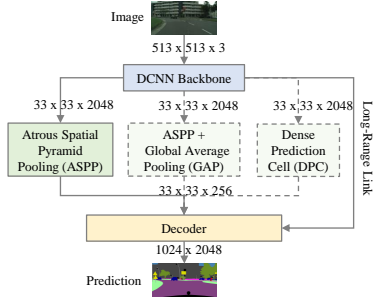 Image
513 x 513 x 3
DCNN Backbone
33 x 33 x 2048
33 x 33 x 2048
33 x 33 x 2048
Long-Range Link
Atrous Spatial
Pyramid
Pooling (ASPP)
ASPP +
Global Average
Pooling (GAP)
Dense
Prediction
Cell (DPC)
33 x 33 x 256
Decoder
1024 x 2048
Prediction